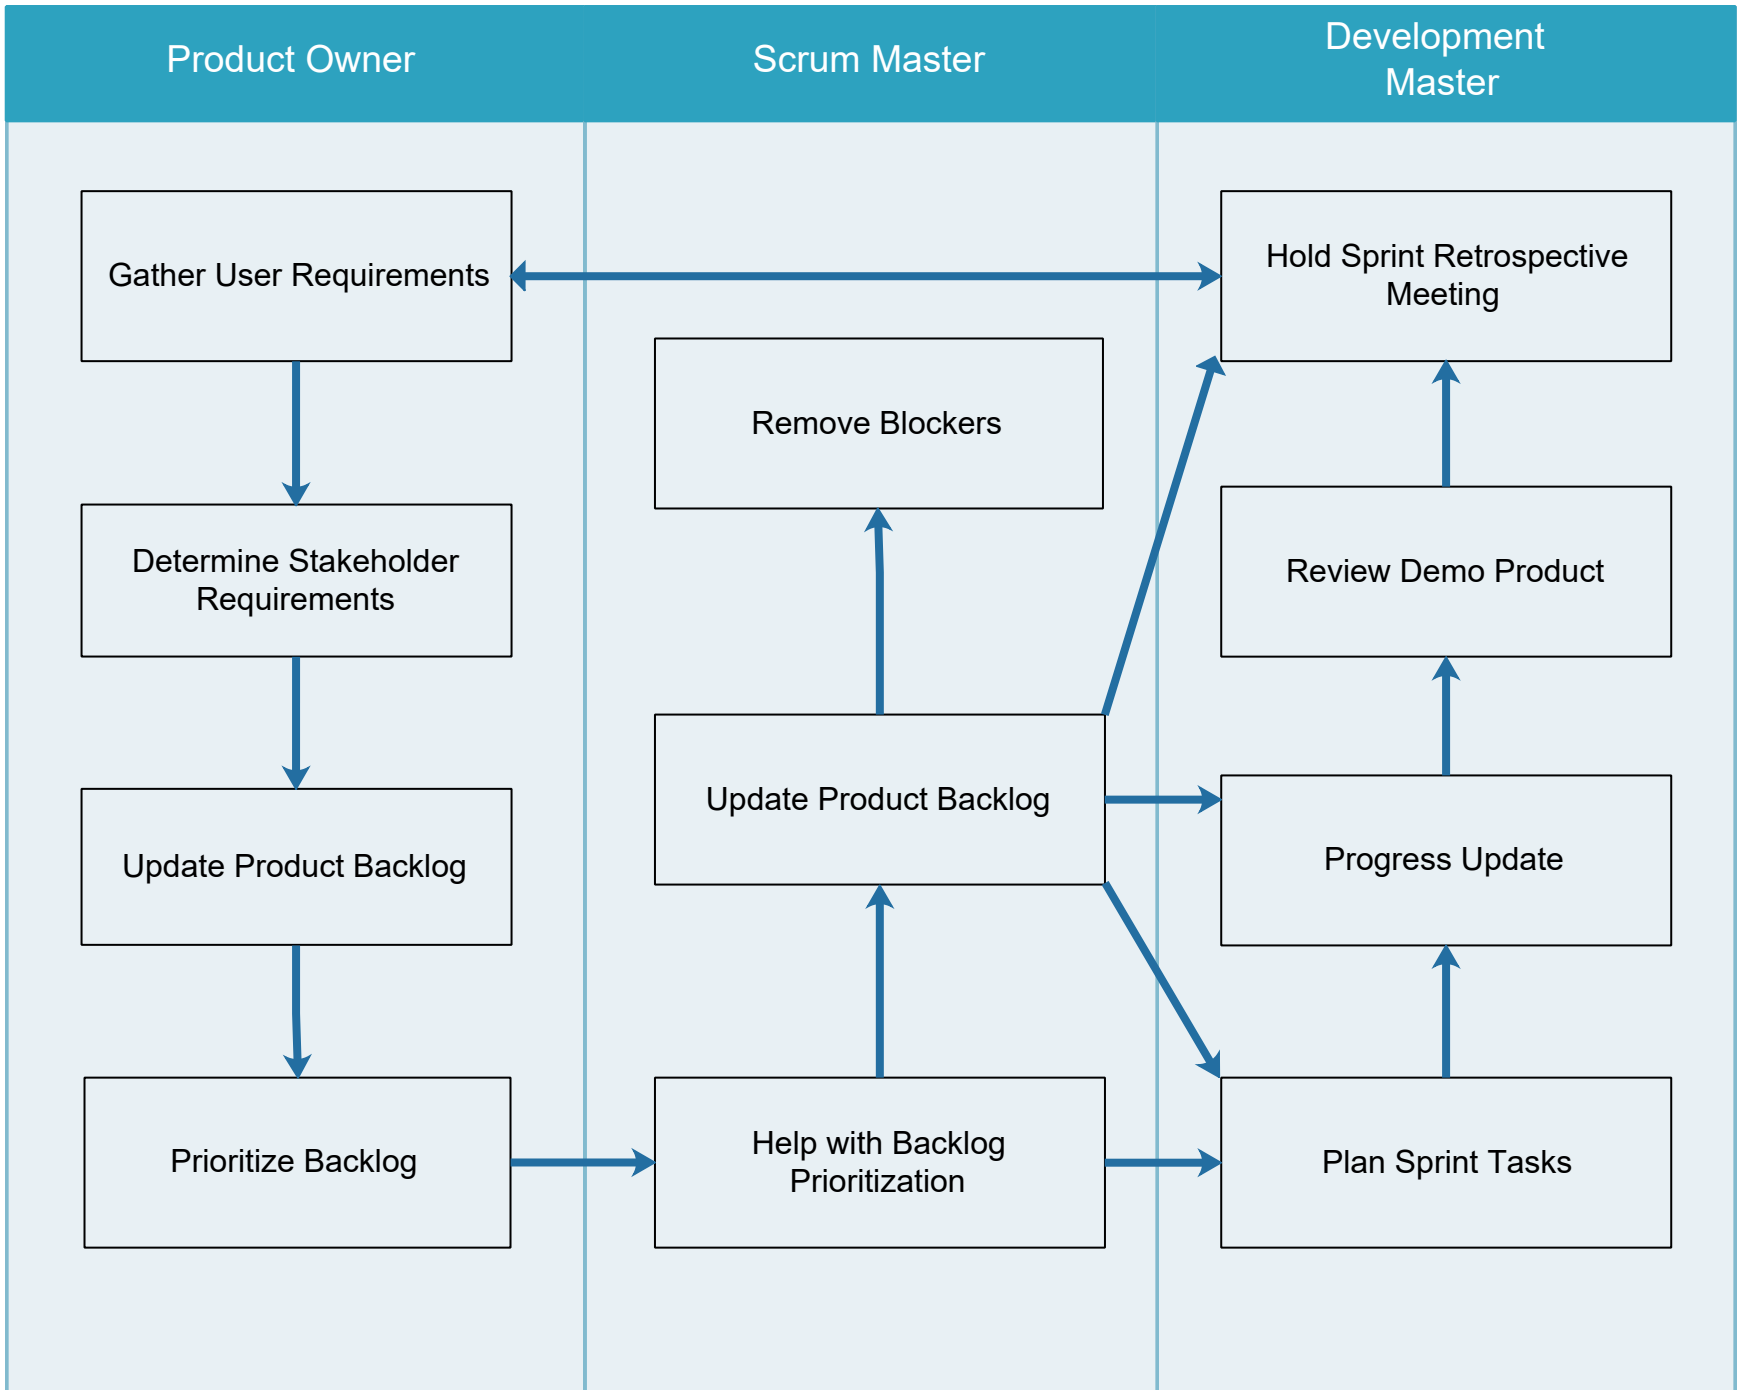 Product Owner
Scrum Master
Development
Master
Gather User Requirements
Determine Stakeholder
Requirements
Update Product Backlog
Prioritize Backlog
Remove Blockers
Update Product Backlog
Help with Backlog
Prioritization
Hold Sprint Retrospective
Meeting
Review Demo Product
Progress Update
Plan Sprint Tasks